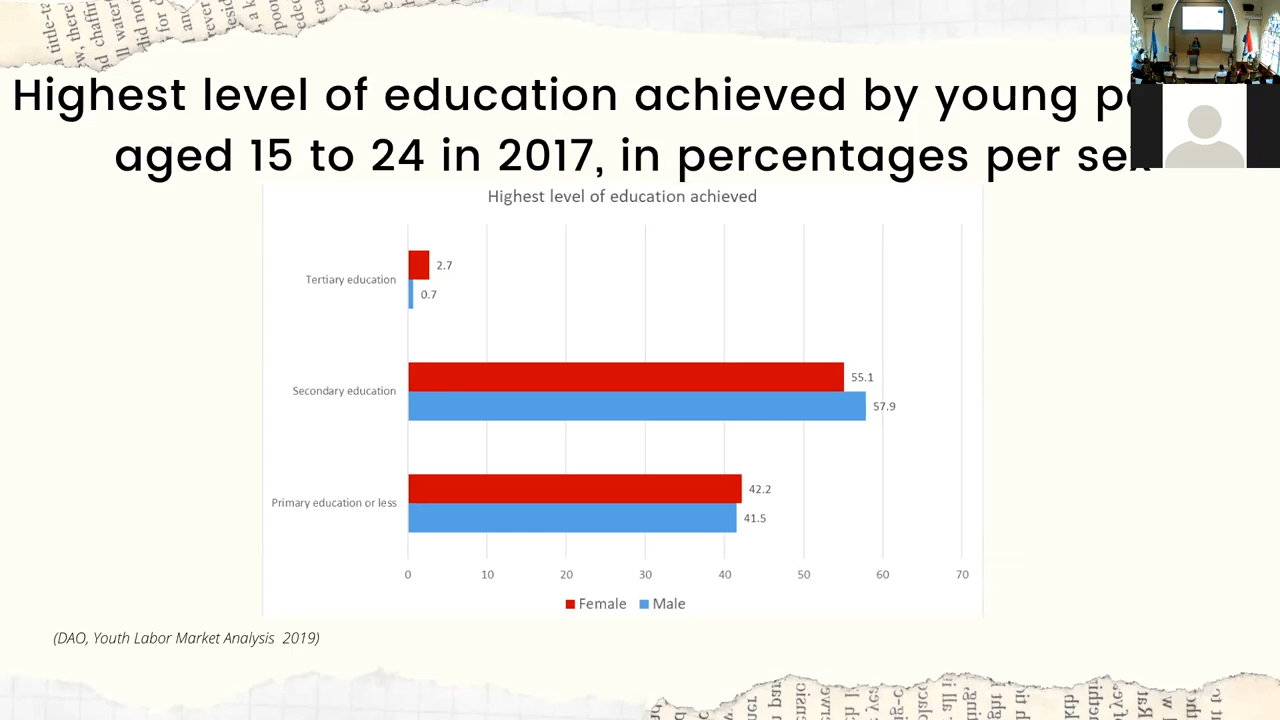 Highest level of education achieved by young
aged 15 to 24 in 2017, in percentages per sex
Highest level of education achieved
Tertiary education
2.7
0.7
Secondary education
55.1
57.9
Primary education or less
42.2
41.5
0 10 20 30 40 50 60 70
Female Male
(DAO, Youth Labor Market Analysis 2019)